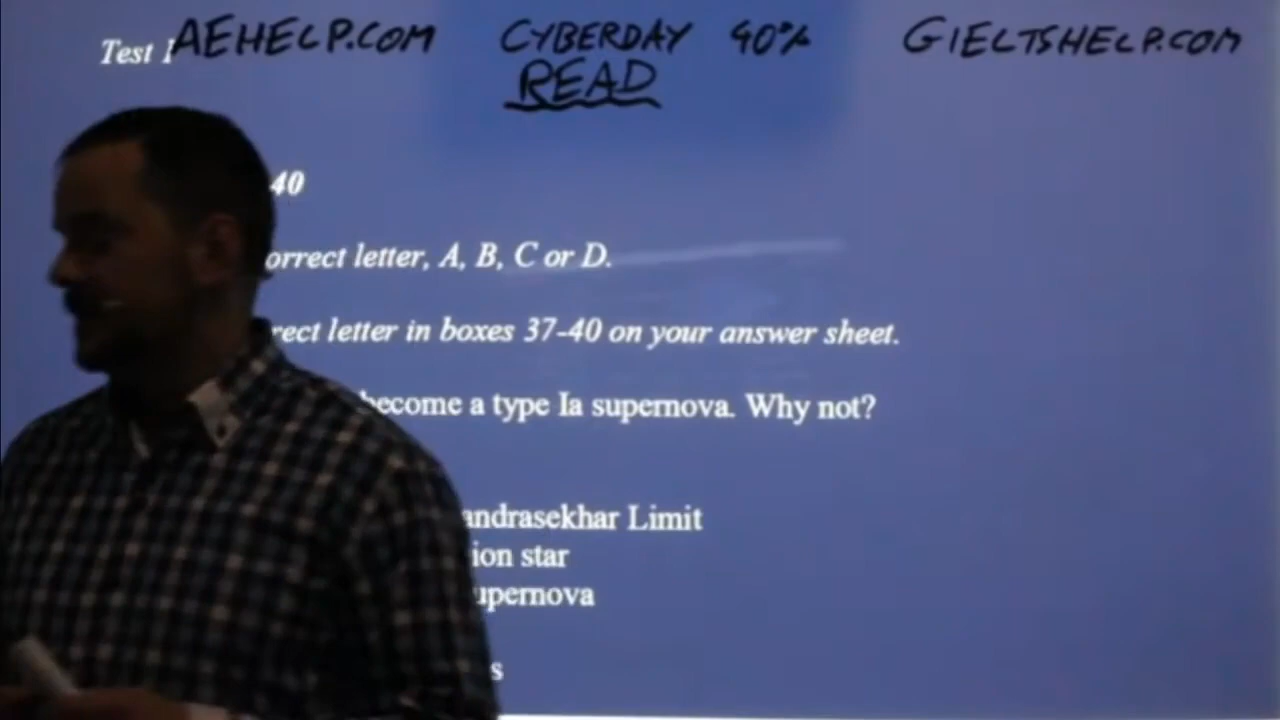 Test 1 AEHELP.COM CYBERDAY 40% GIELTSHELP.COM
READ
40
orrect letter, A, B, C or D.
rect letter in boxes 37-40 on your answer sheet.
become a type Ia supernova. Why not?
andrasekhar Limit
ion star
upernova
s